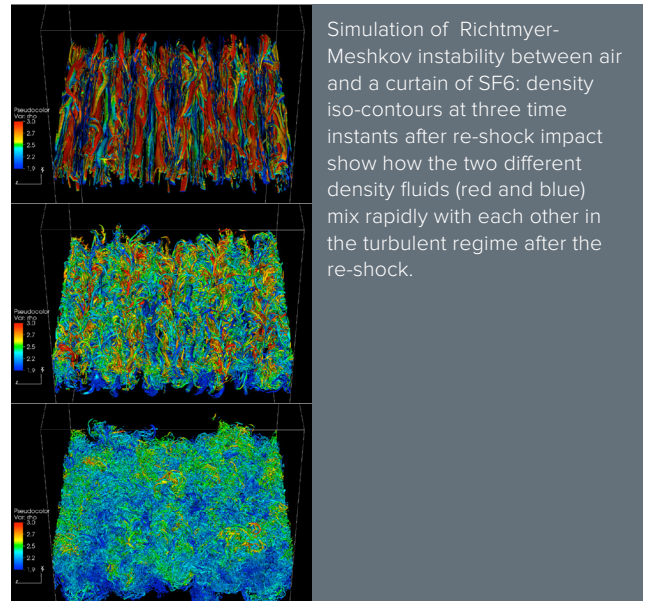 Simulation of Richtmyer-
Meshkov instability between air
and a curtain of SF6: density
iso-contours at three time
instants after re-shock impact
show how the two different
density fluids (red and blue)
mix rapidly with each other in
the turbulent regime after the
re-shock.
Pseudocolor
Var: rho
3.0
2.7
2.5
2.2
1.9
Pseudocolor
Var: rho
3.0
2.7
2.5
2.2
1.9
Pseudocolor
Var: rho
3.0
2.7
2.5
2.2
1.9